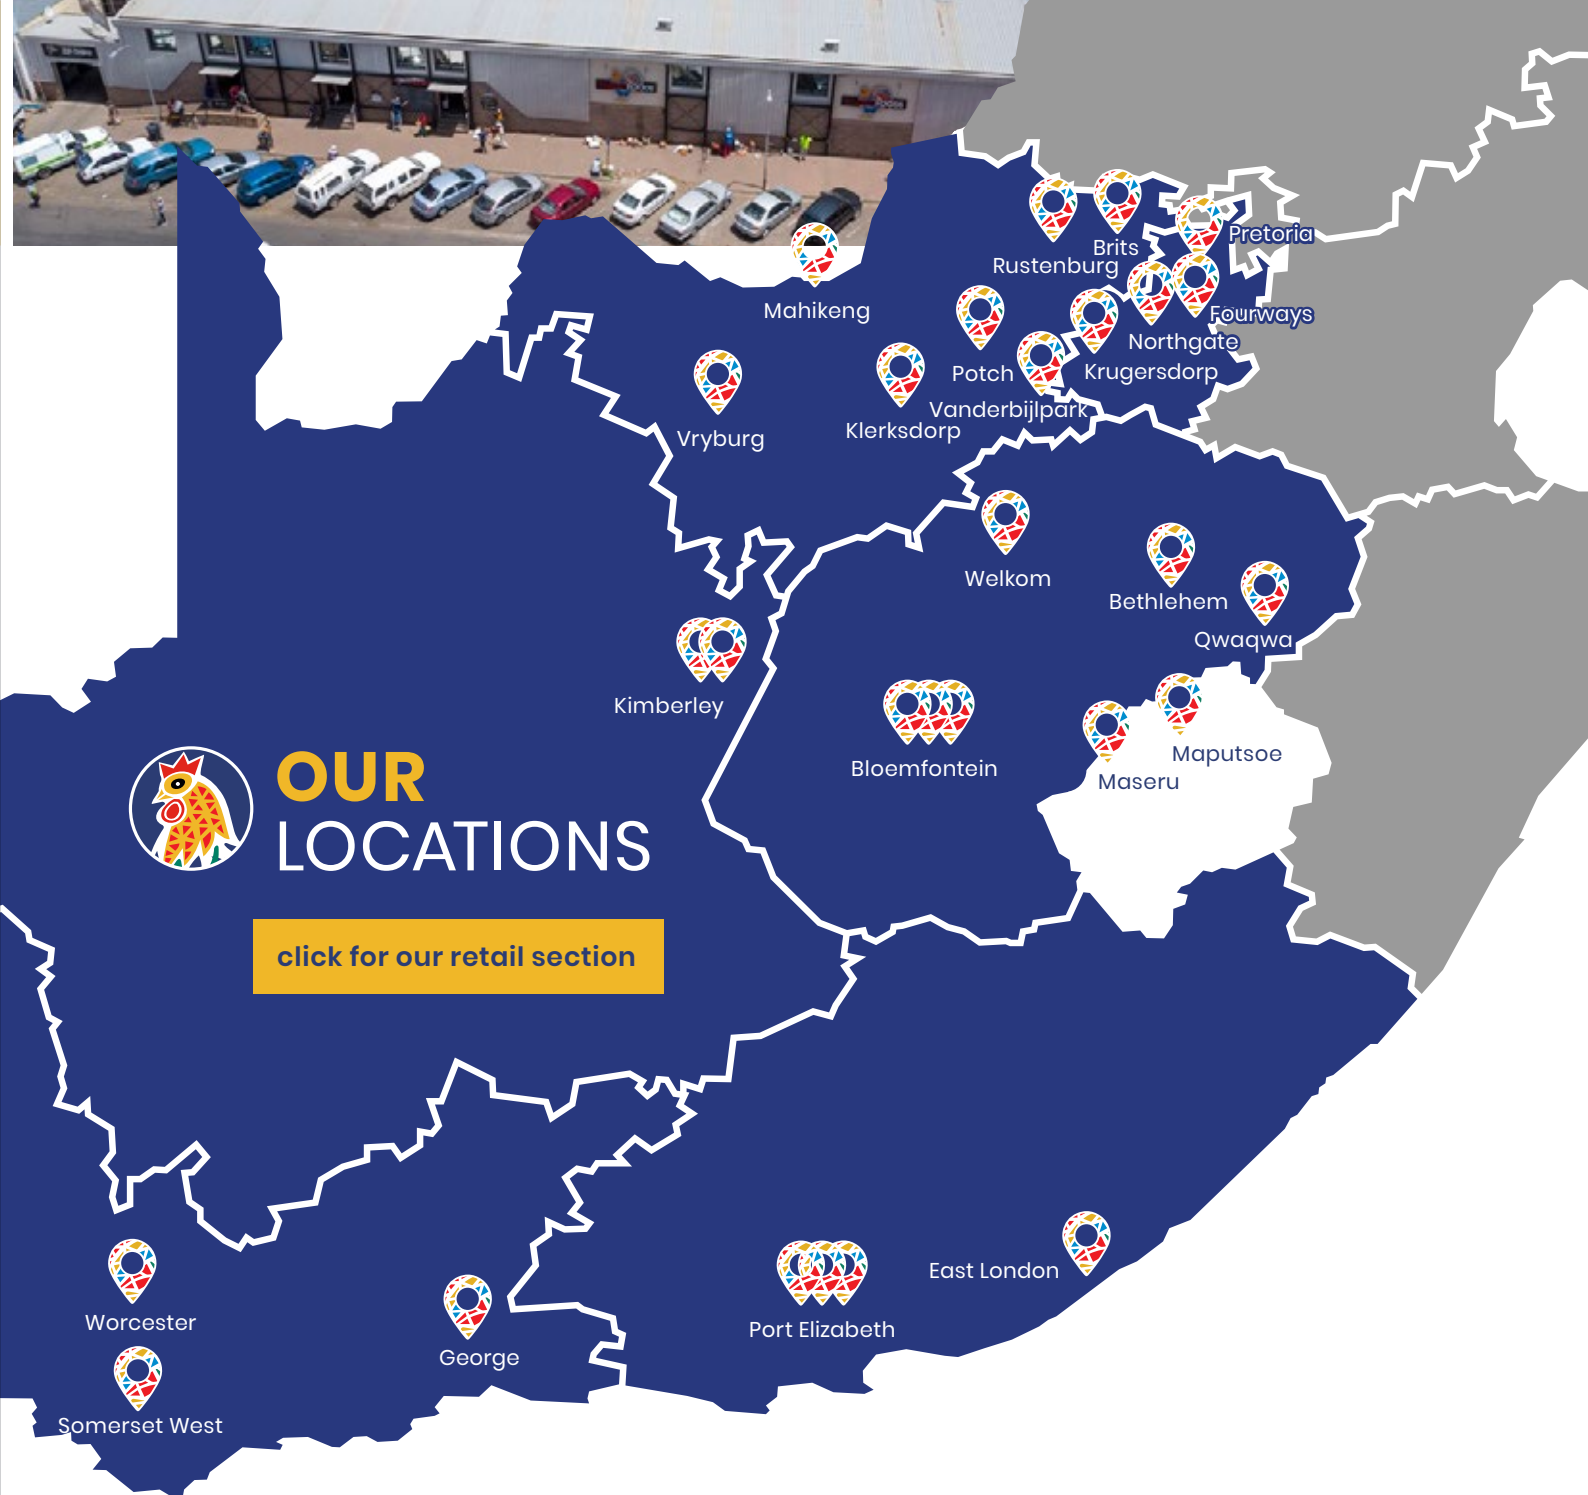 Pretoria
Brits
Rustenburg
Mahikeng
Fourways
Northgate
Potch
Krugersdorp
Vanderbijlpark
Klerksdorp
Vryburg
Welkom
Bethlehem
Qwaqwa
Kimberley
Bloemfontein
Maputsoe
Maseru
OUR
LOCATIONS
click for our retail section
East London
Port Elizabeth
Worcester
George
Somerset West